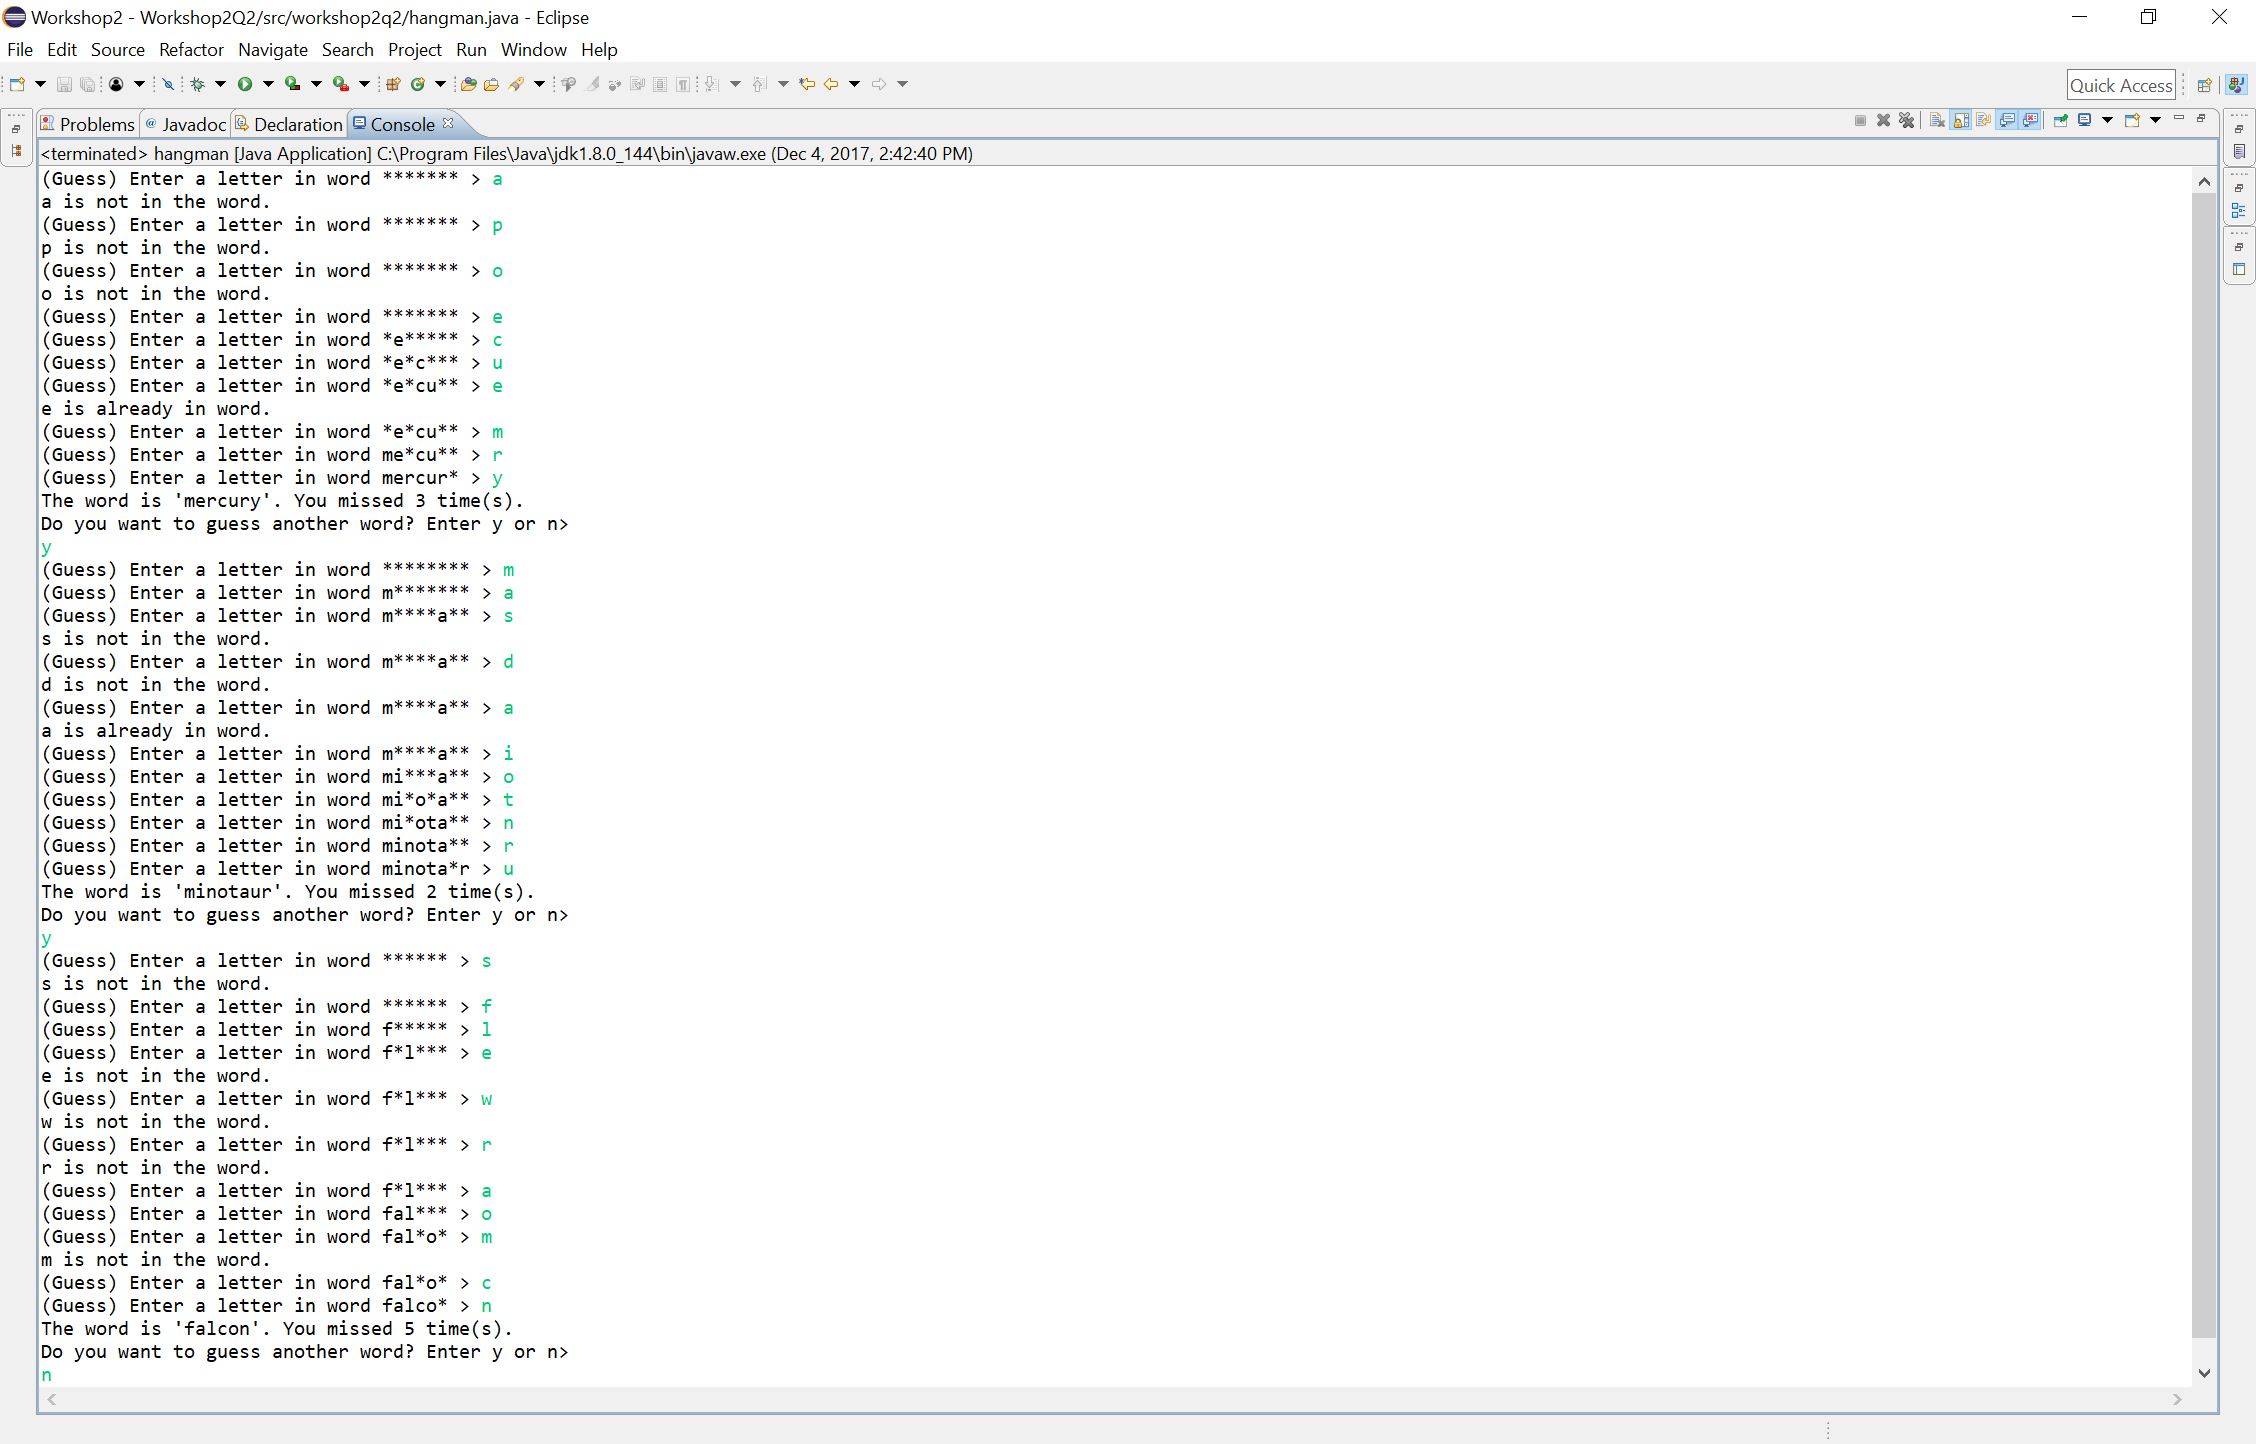 Workshop2 - Workshop2Q2/src/workshop2q2/hangman.java - Eclipse
File Edit Source Refactor Navigate Search Project Run Window Help
Quick Access
Problems @ Javadoc Declaration Console
<terminated> hangman [Java Application] C:\Program Files\Java\jdk1.8.0_144\bin\javaw.exe (Dec 4, 2017, 2:42:40 PM)
(Guess) Enter a letter in word ******* > a
a is not in the word.
(Guess) Enter a letter in word ******* > p
p is not in the word.
(Guess) Enter a letter in word ******* > o
o is not in the word.
(Guess) Enter a letter in word ******* > e
(Guess) Enter a letter in word *e***** > c
(Guess) Enter a letter in word *e*c*** > u
(Guess) Enter a letter in word *e*cu** > e
e is already in word.
(Guess) Enter a letter in word *e*cu** > m
(Guess) Enter a letter in word me*cu** > r
(Guess) Enter a letter in word mercur* > y
The word is 'mercury'. You missed 3 time(s).
Do you want to guess another word? Enter y or n>
y
(Guess) Enter a letter in word ******** > m
(Guess) Enter a letter in word m******* > a
(Guess) Enter a letter in word m****a** > s
s is not in the word.
(Guess) Enter a letter in word m****a** > d
d is not in the word.
(Guess) Enter a letter in word m****a** > a
a is already in word.
(Guess) Enter a letter in word m****a** > i
(Guess) Enter a letter in word mi***a** > o
(Guess) Enter a letter in word mi*o*a** > t
(Guess) Enter a letter in word mi*ota** > n
(Guess) Enter a letter in word minota** > r
(Guess) Enter a letter in word minota*r > u
The word is 'minotaur'. You missed 2 time(s).
Do you want to guess another word? Enter y or n>
y
(Guess) Enter a letter in word ****** > s
s is not in the word.
(Guess) Enter a letter in word ****** > f
(Guess) Enter a letter in word f***** > l
(Guess) Enter a letter in word f*l*** > e
e is not in the word.
(Guess) Enter a letter in word f*l*** > w
w is not in the word.
(Guess) Enter a letter in word f*l*** > r
r is not in the word.
(Guess) Enter a letter in word f*l*** > a
(Guess) Enter a letter in word fal*** > o
(Guess) Enter a letter in word fal*o* > m
m is not in the word.
(Guess) Enter a letter in word fal*o* > c
(Guess) Enter a letter in word falco* > n
The word is 'falcon'. You missed 5 time(s).
Do you want to guess another word? Enter y or n>
n